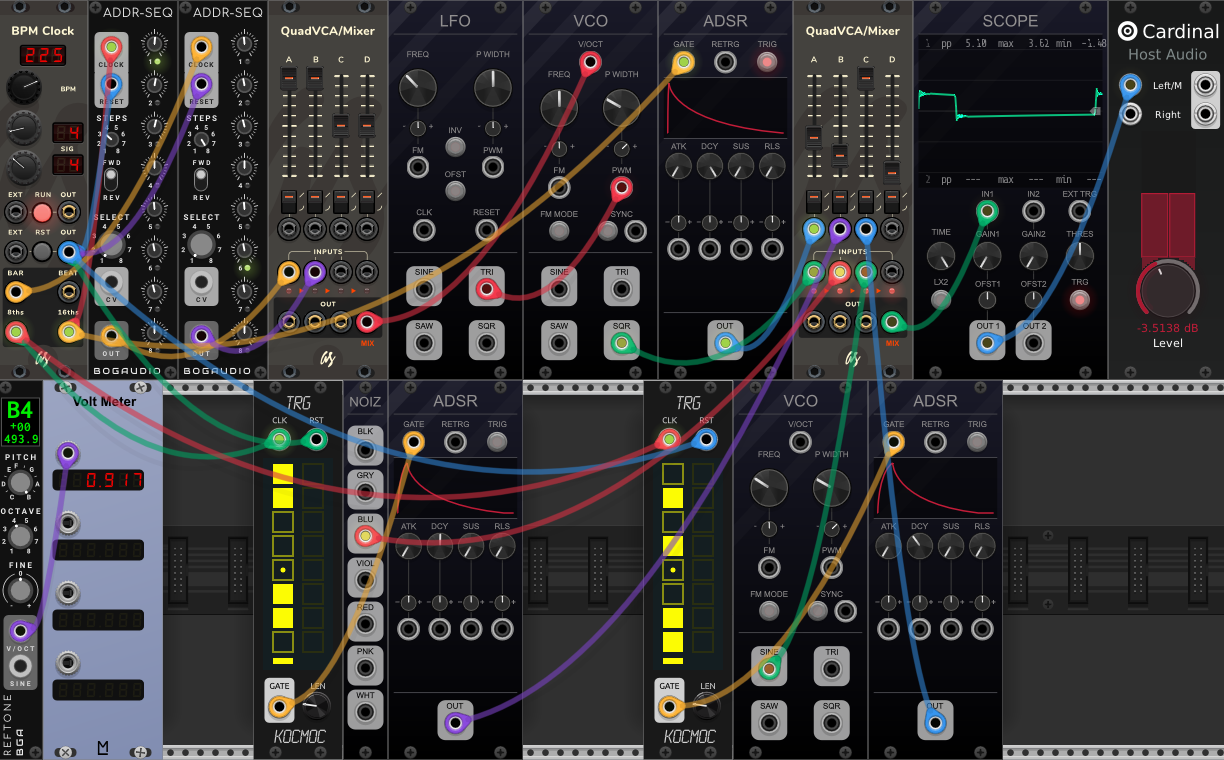 BPM Clock
225
BPM
4
SIG
4
EXT RUN OUT
EXT RST OUT
BAR BEAT
8ths 16ths
ADDR-SEQ
CLOCK
RESET
STEPS
FWD
REV
SELECT
CV
OUT
BOGAUDIO
ADDR-SEQ
CLOCK
RESET
STEPS
FWD
REV
SELECT
CV
OUT
BOGAUDIO
QuadVCA/Mixer
A B C D
INPUTS
OUT
MIX
LFO
FREQ P WIDTH
INV
FM PWM
OFST
CLK RESET
SINE TRI
SAW SQR
VCO
V/OCT
FREQ P WIDTH
FM PWM
FM MODE SYNC
SINE TRI
SAW SQR
ADSR
GATE RETRG TRIG
ATK DCY SUS RLS
OUT
QuadVCA/Mixer
A B C D
INPUTS
OUT
MIX
SCOPE
1 pp 5.10 max 3.62 min -1.48
2 pp --- max --- min ---
IN1 IN2 EXT TRG
TIME GAIN1 GAIN2 THRES
LX2 OFST1 OFST2 TRG
OUT 1 OUT 2
Cardinal
Host Audio
Left/M
Right
-3.5138 dB
Level
B4
+00
493.9
PITCH
OCTAVE
FINE
V/OCT
SINE
REFTONE
BGA
Volt Meter
0.917
TRG
CLK RST
GATE LEN
KOCMOC
NOIZ
BLK
GRY
BLU
VIOL
RED
PNK
WHT
ADSR
GATE RETRG TRIG
ATK DCY SUS RLS
OUT
TRG
CLK RST
GATE LEN
KOCMOC
VCO
V/OCT
FREQ P WIDTH
FM PWM
FM MODE SYNC
SINE TRI
SAW SQR
ADSR
GATE RETRG TRIG
ATK DCY SUS RLS
OUT